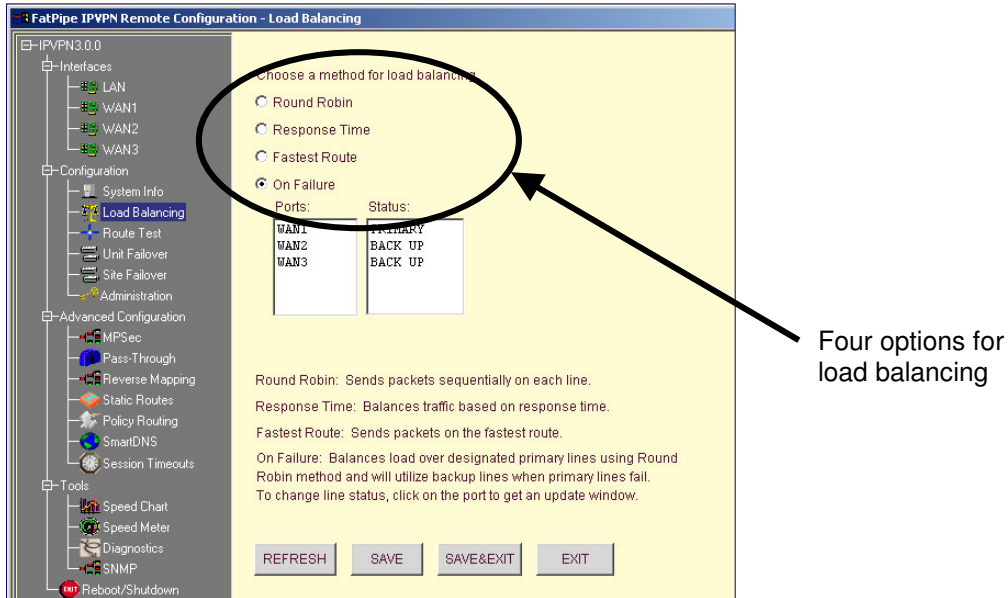 FatPipe IPVPN Remote Configuration - Load Balancing
IPVPN3.0.0
Interfaces
LAN
WAN1
WAN2
WAN3
Configuration
System Info
Load Balancing
Route Test
Unit Failover
Site Failover
Administration
Advanced Configuration
MPSec
Pass-Through
Reverse Mapping
Static Routes
Policy Routing
SmartDNS
Session Timeouts
Tools
Speed Chart
Speed Meter
Diagnostics
SNMP
EXIT
Reboot/Shutdown
Choose a method for load balancing
Round Robin
Response Time
Fastest Route
On Failure
Ports: Status:
WAN1 PRIMARY
WAN2 BACK UP
WAN3 BACK UP
Round Robin: Sends packets sequentially on each line.
Response Time: Balances traffic based on response time.
Fastest Route: Sends packets on the fastest route.
On Failure: Balances load over designated primary lines using Round
Robin method and will utilize backup lines when primary lines fail.
To change line status, click on the port to get an update window.
REFRESH SAVE SAVE&EXIT EXIT
Four options for
load balancing